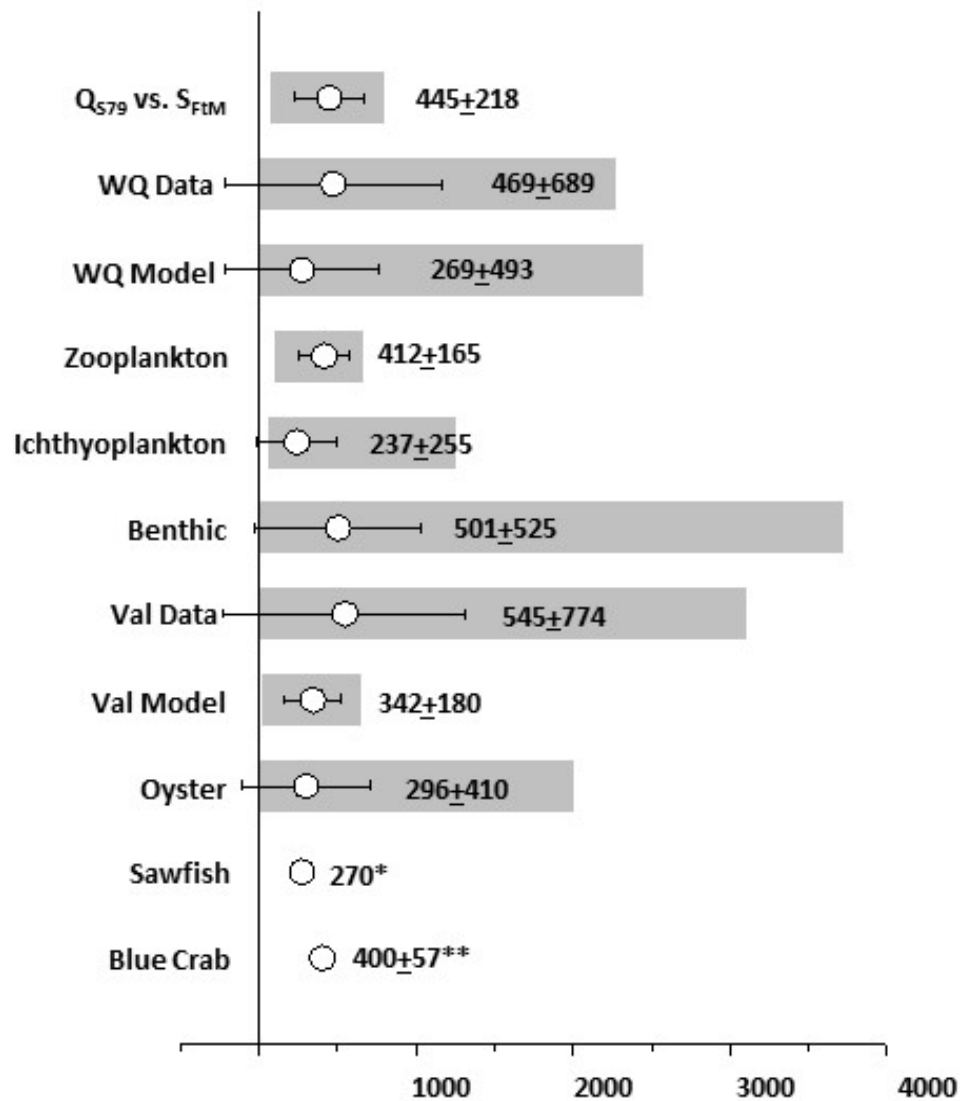 Q_S79 vs. S_FtM 445±218
WQ Data 469±689
WQ Model 269±493
Zooplankton 412±165
Ichthyoplankton 237±255
Benthic 501±525
Val Data 545±774
Val Model 342±180
Oyster 296±410
Sawfish 270*
Blue Crab 400±57**
1000 2000 3000 4000